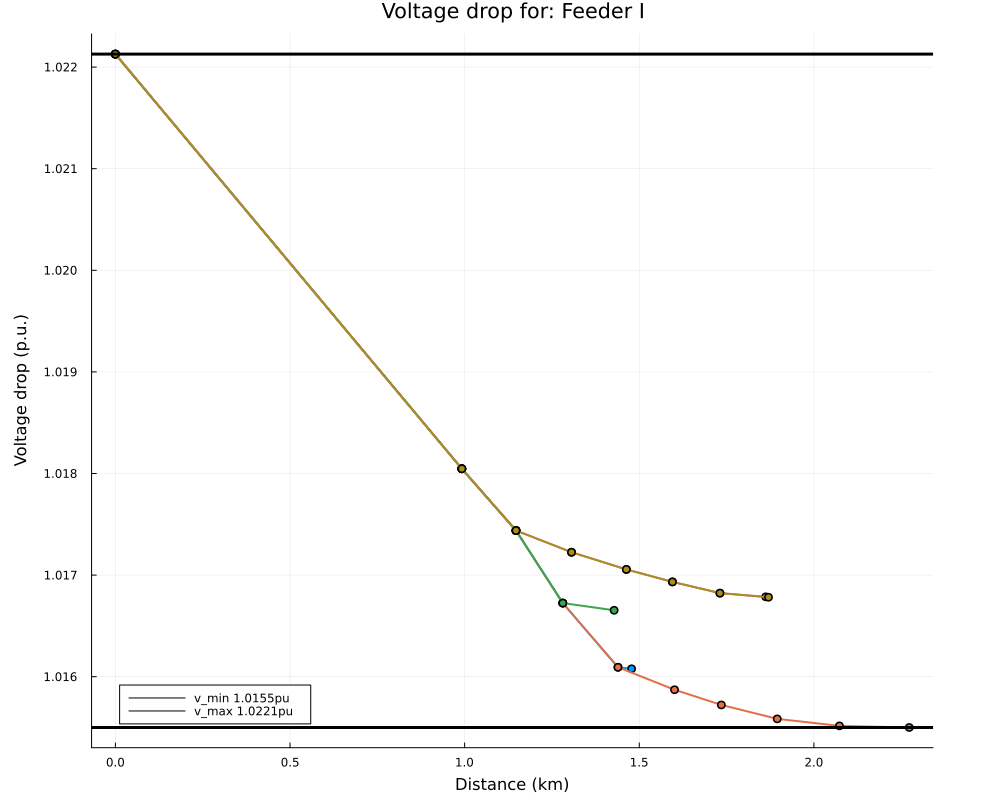 Voltage drop for: Feeder I
1.022
1.021
1.020
1.019
1.018
1.017
1.016
Voltage drop (p.u.)
v_min 1.0155pu
v_max 1.0221pu
0.0 0.5 1.0 1.5 2.0
Distance (km)